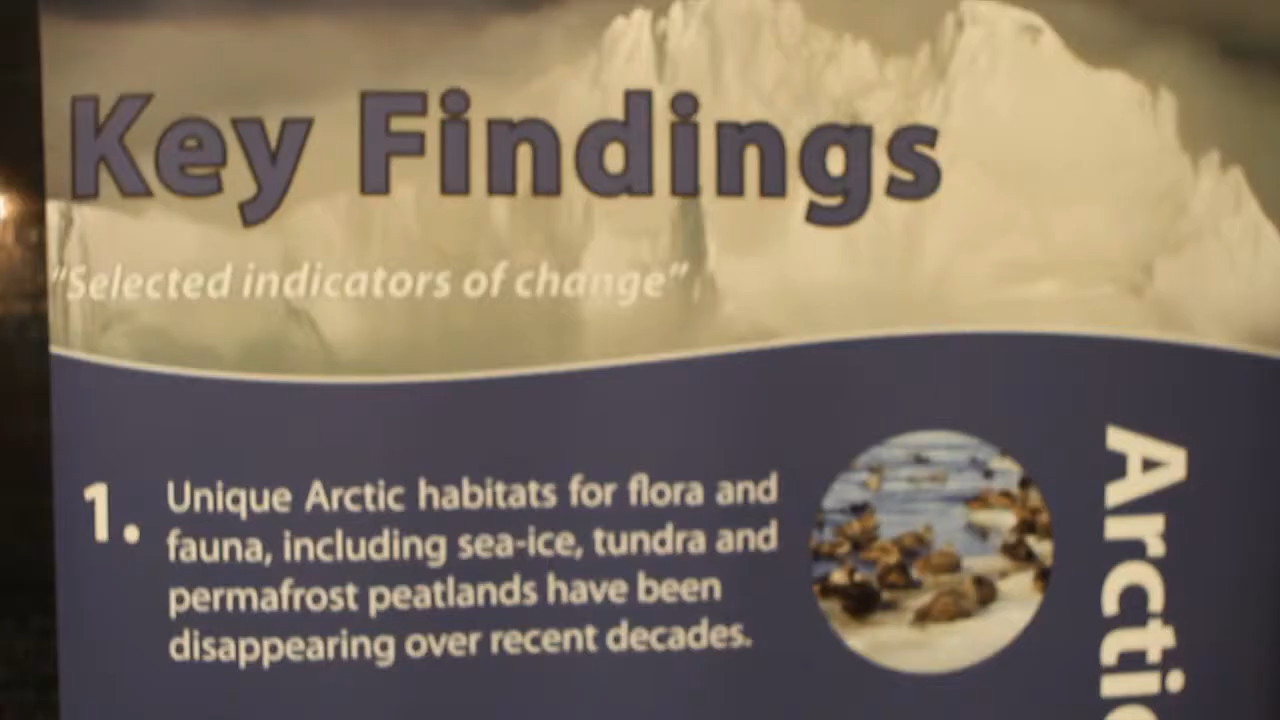 Key Findings
"Selected indicators of change"
1. Unique Arctic habitats for flora and
fauna, including sea-ice, tundra and
permafrost peatlands have been
disappearing over recent decades.
Arctic